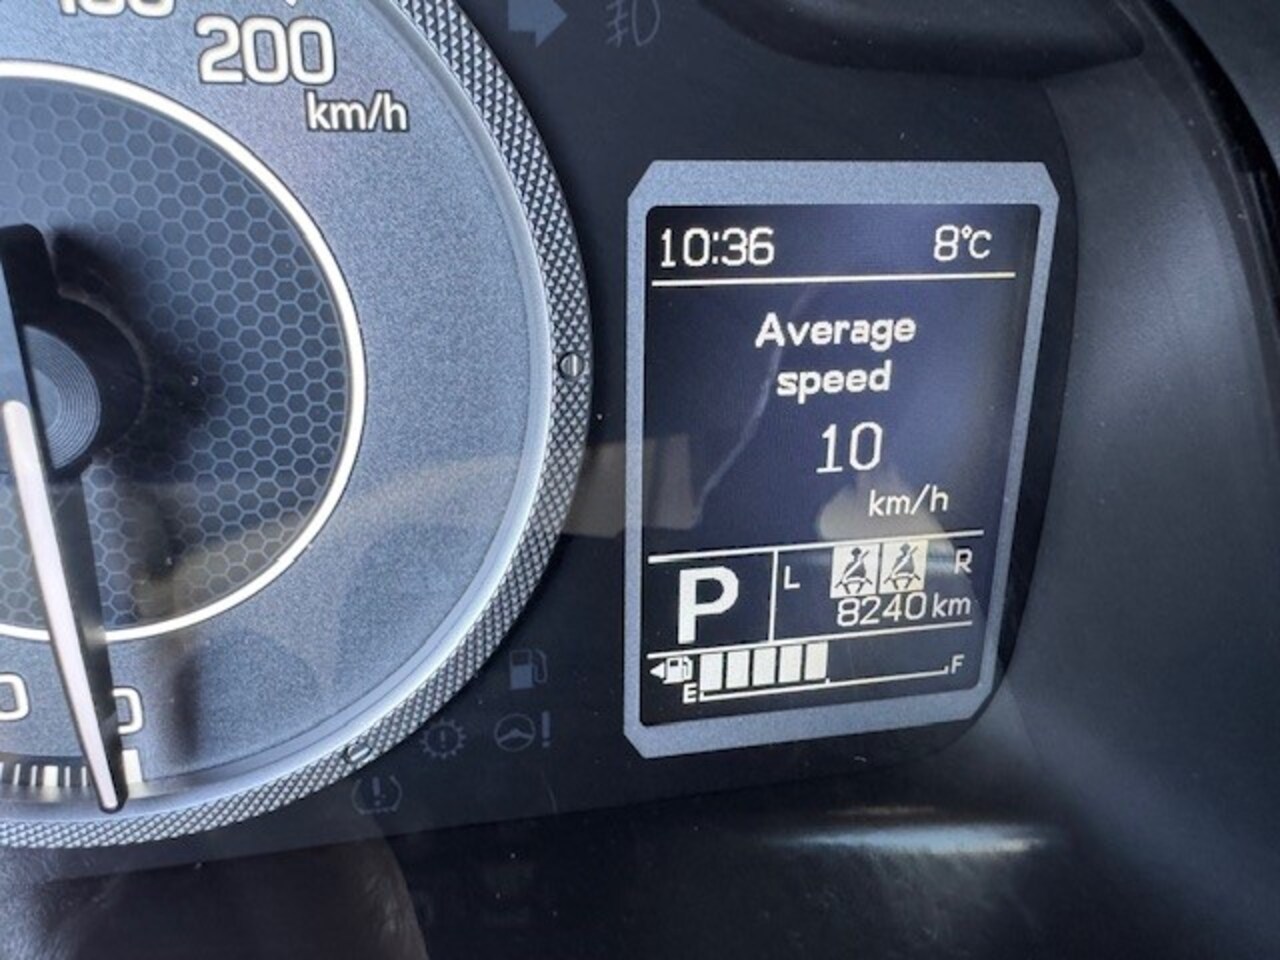 200
km/h
10:36 8°C
Average
speed
10
km/h
P L R
8240 km
E F